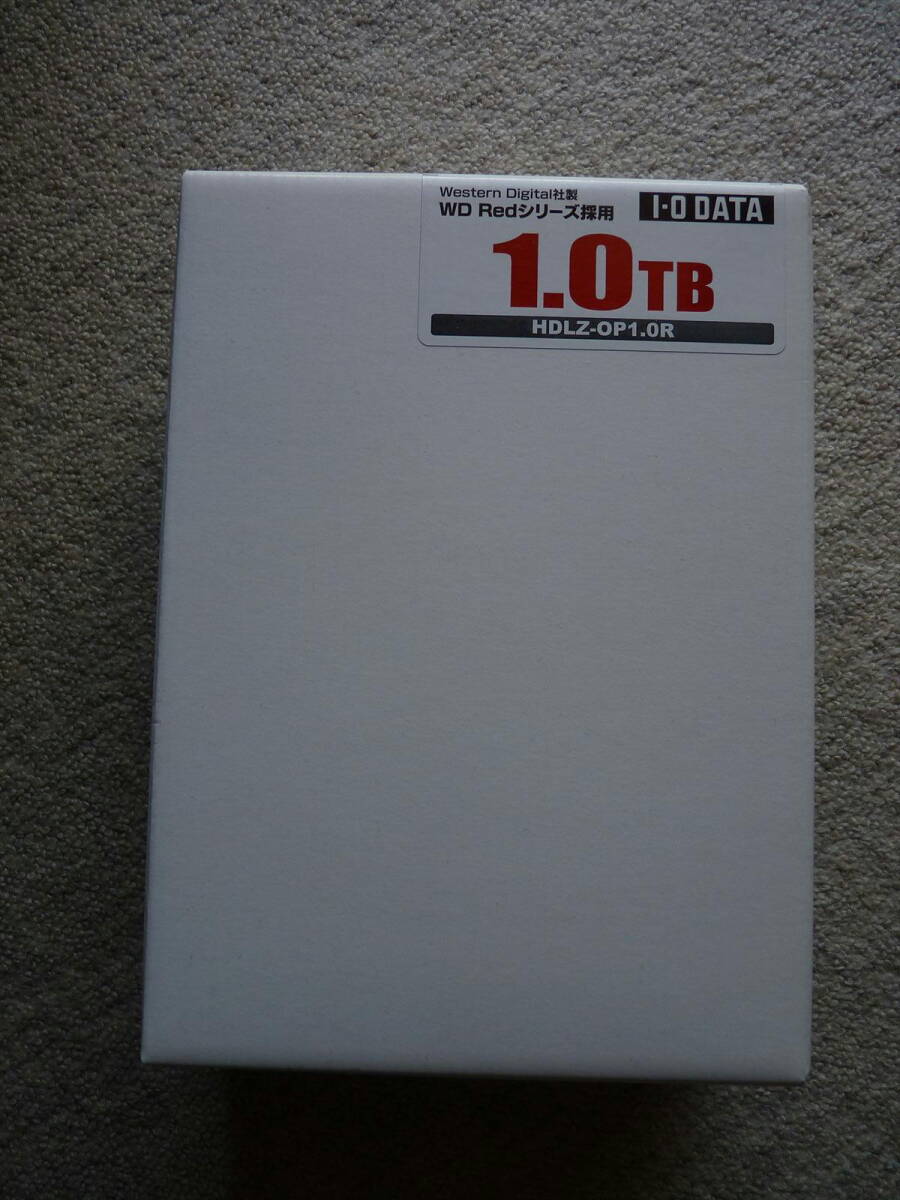 Western Digital社製
WD Redシリーズ採用
I-O DATA
1.0TB
HDLZ-OP1.0R